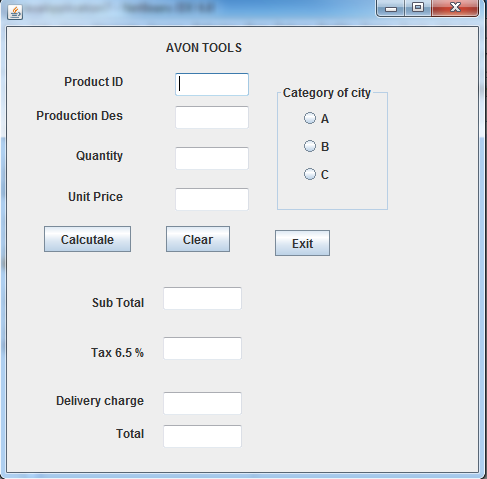 AVON TOOLS
Product ID
Production Des
Quantity
Unit Price
Category of city
A
B
C
Calcutale
Clear
Exit
Sub Total
Tax 6.5 %
Delivery charge
Total